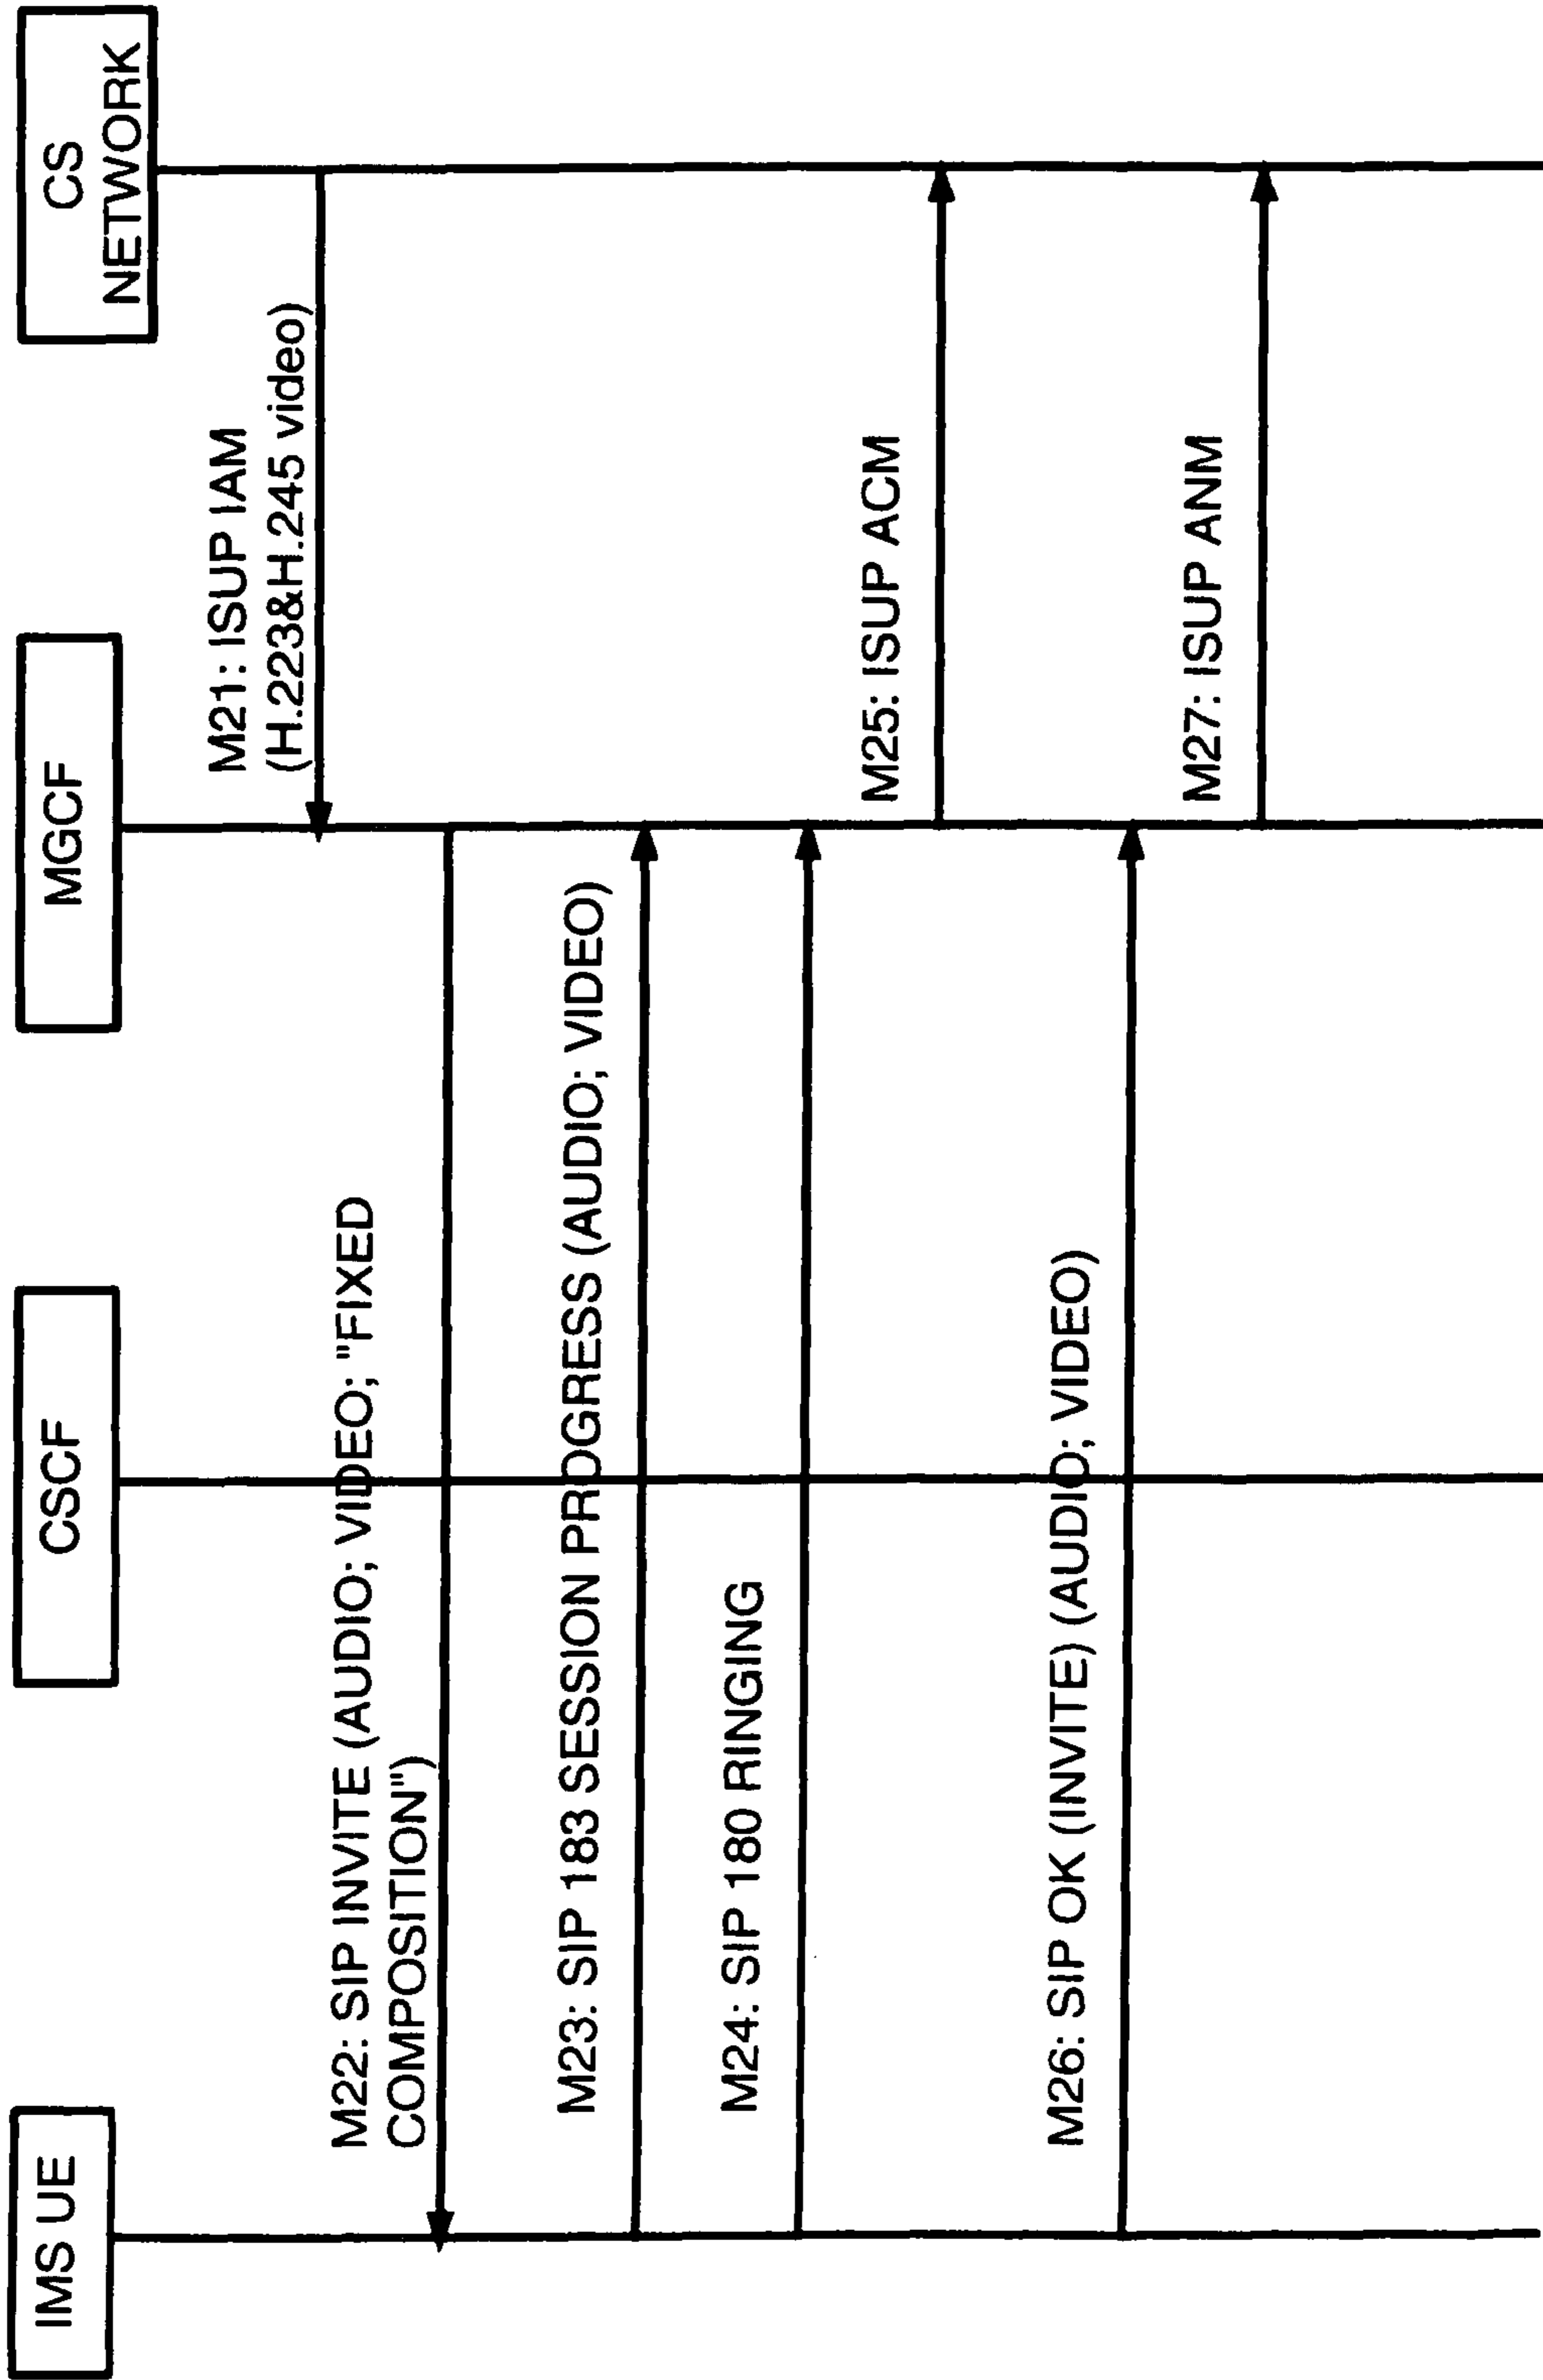 IMS UE
CSCF
MGCF
CS
NETWORK
M21: ISUP IAM
(H.223&H.245 video)
M22: SIP INVITE (AUDIO; VIDEO; "FIXED
COMPOSITION")
M23: SIP 183 SESSION PROGRESS (AUDIO; VIDEO)
M24: SIP 180 RINGING
M25: ISUP ACM
M26: SIP OK (INVITE) (AUDIO; VIDEO)
M27: ISUP ANM